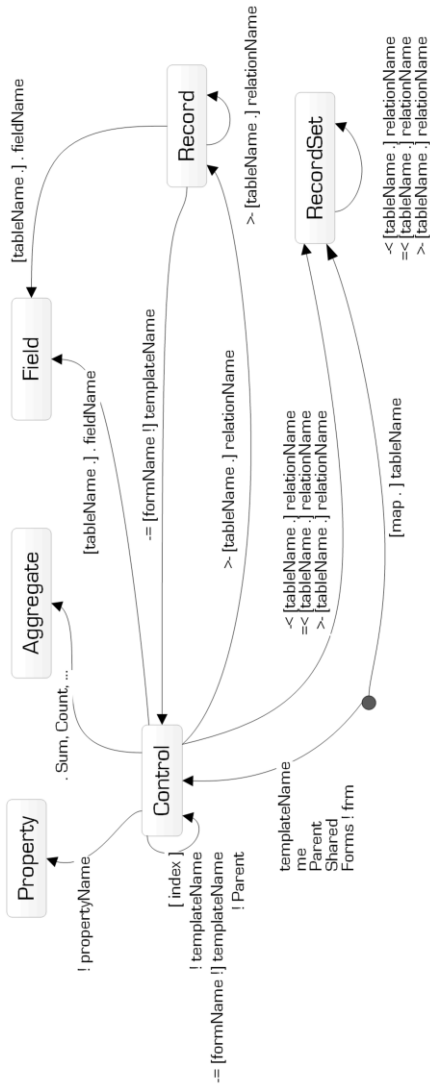 Property
Aggregate
Field
Record
! propertyName
. Sum, Count, ...
[tableName .] . fieldName
[tableName .] . fieldName
Control
[ index ]
! templateName
-= [formName !] templateName
! Parent
-= [formName !] templateName
>- [tableName .] relationName
>- [tableName .] relationName
-< [tableName .] relationName
=< [tableName .] relationName
>- [tableName .] relationName
RecordSet
templateName
me
Parent
Shared
Forms ! frm
[map . ] tableName
-< [tableName .] relationName
=< [tableName .] relationName
>- [tableName .] relationName